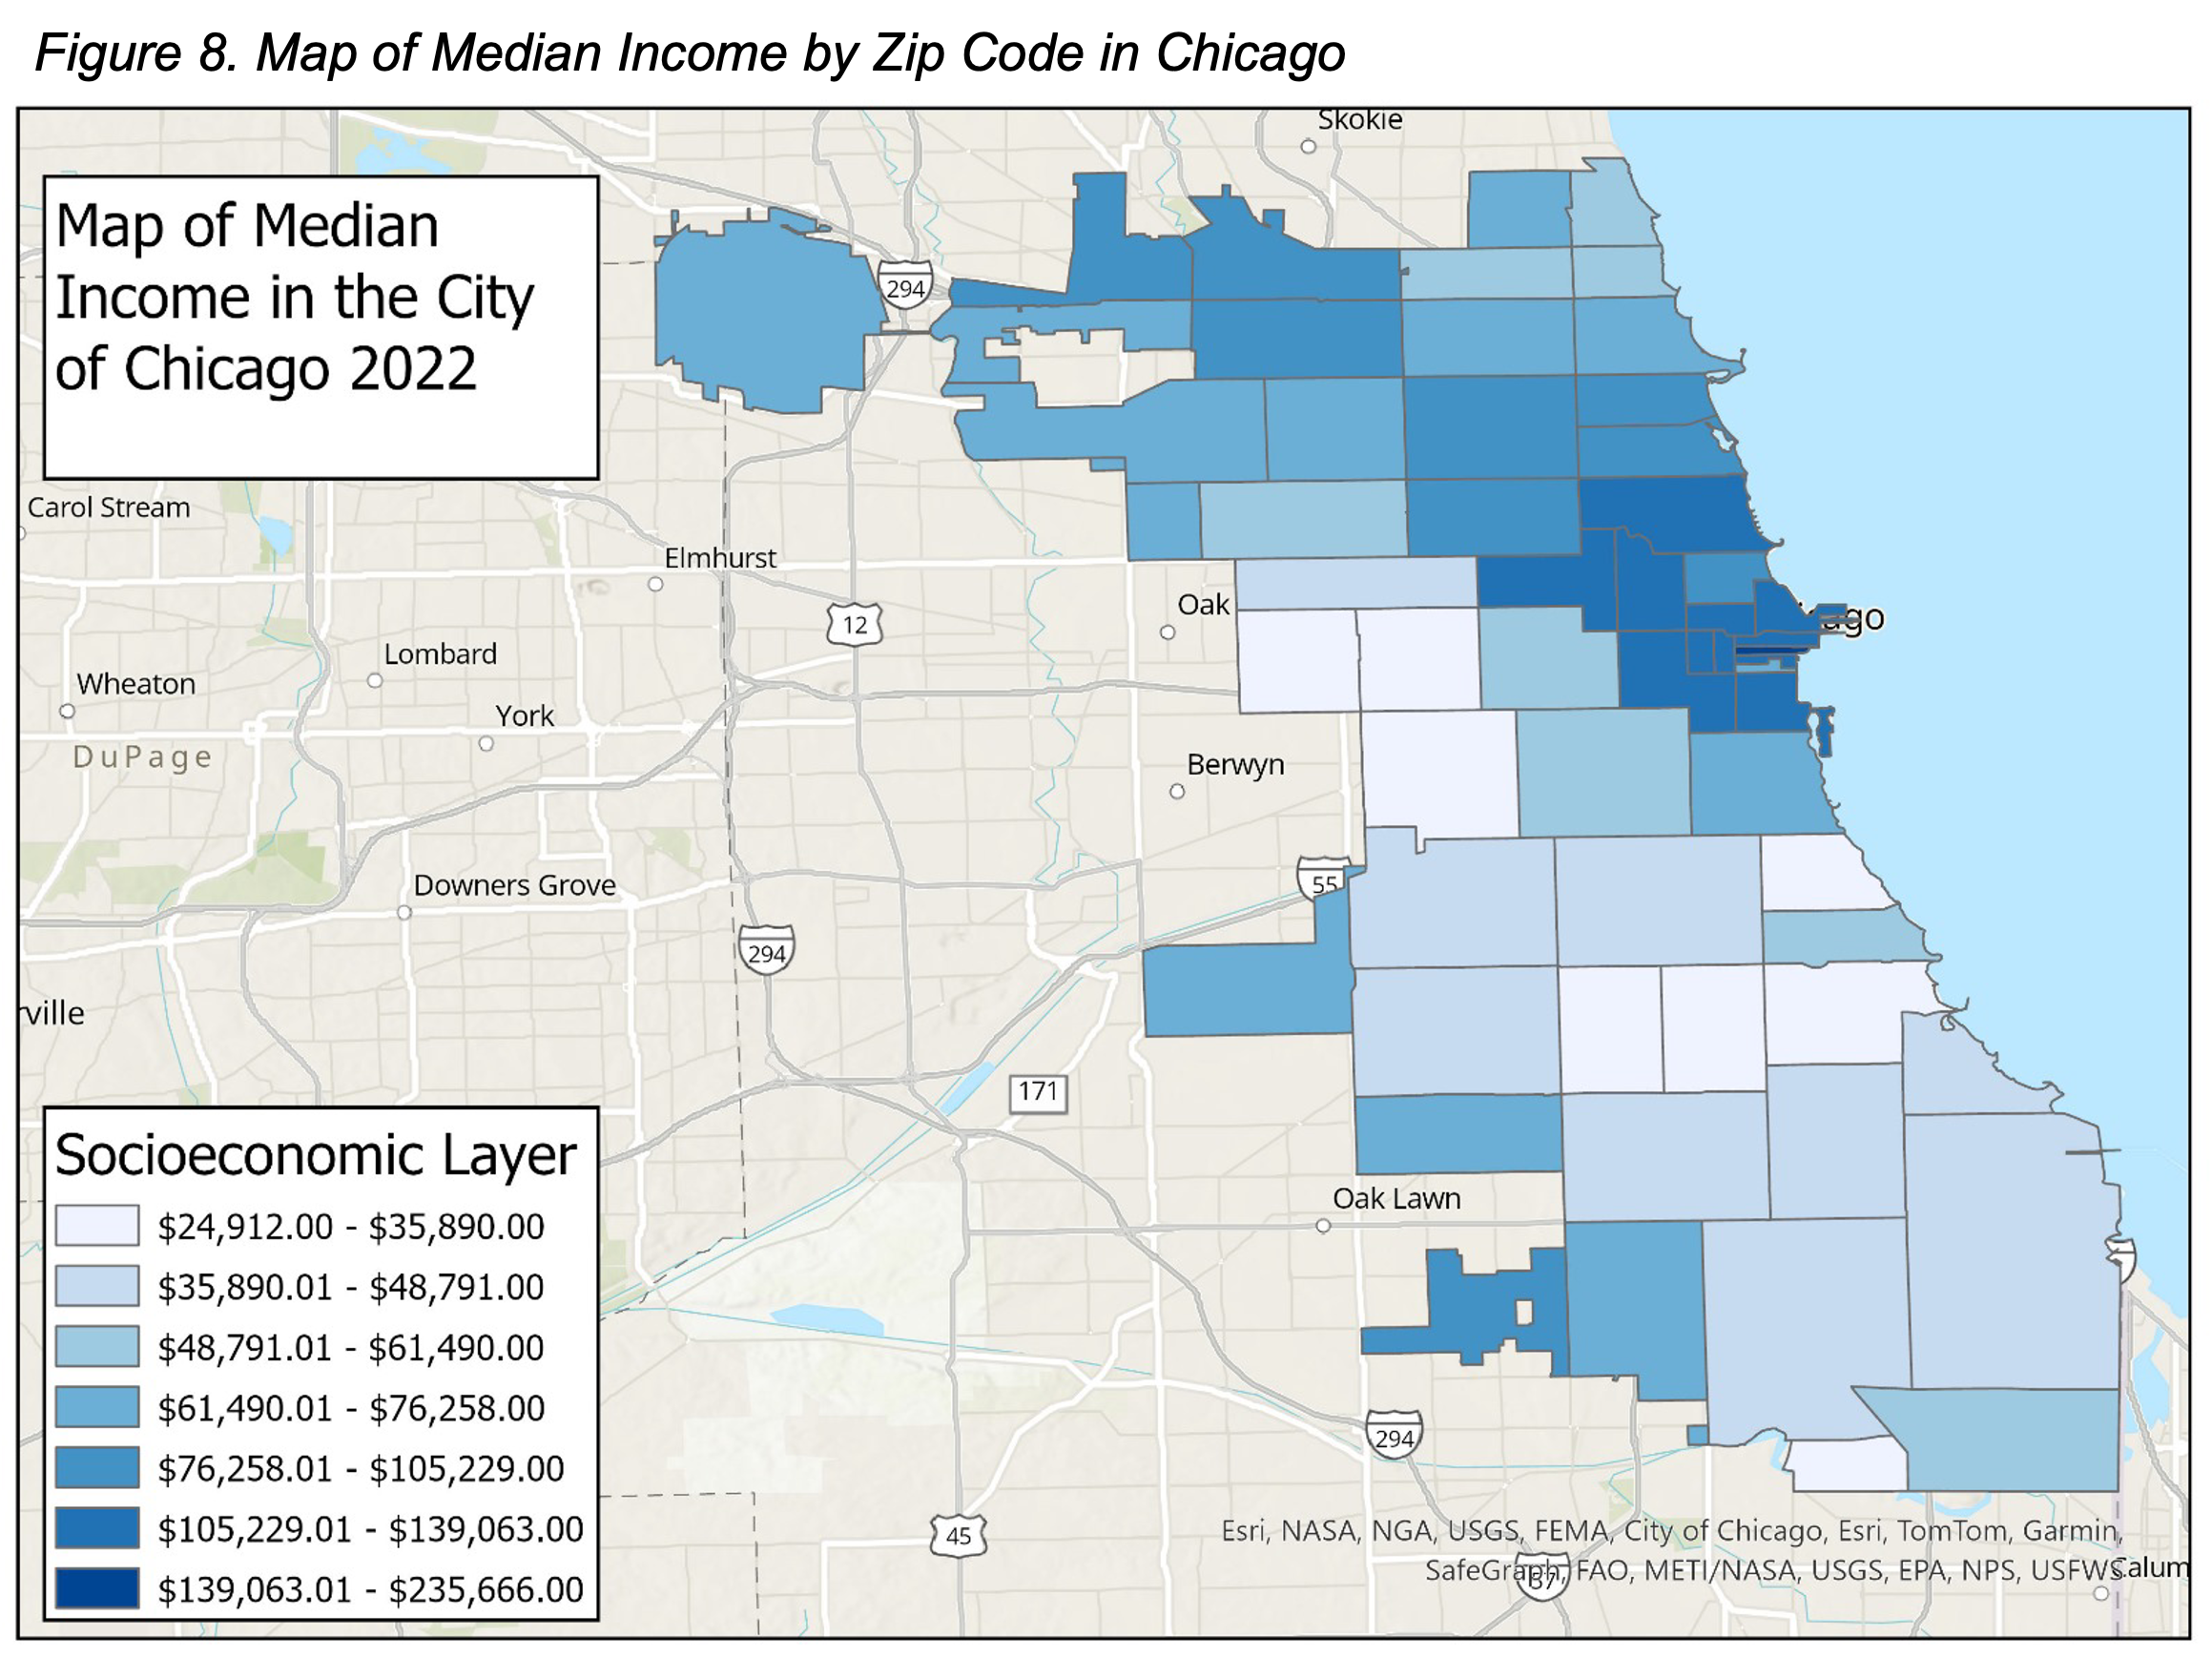 Figure 8. Map of Median Income by Zip Code in Chicago
Skokie
Map of Median
Income in the City
of Chicago 2022
294
Carol Stream
Elmhurst
Oak
12
ago
Lombard
Wheaton
York
DuPage
Berwyn
55
Downers Grove
294
ville
171
Oak Lawn
Socioeconomic Layer
$24,912.00 - $35,890.00
$35,890.01 - $48,791.00
$48,791.01 - $61,490.00
$61,490.01 - $76,258.00
$76,258.01 - $105,229.00
$105,229.01 - $139,063.00
$139,063.01 - $235,666.00
294
45
Esri, NASA, NGA, USGS, FEMA, City of Chicago, Esri, TomTom, Garmin,
SafeGraph, FAO, METI/NASA, USGS, EPA, NPS, USFWS
57
Calum